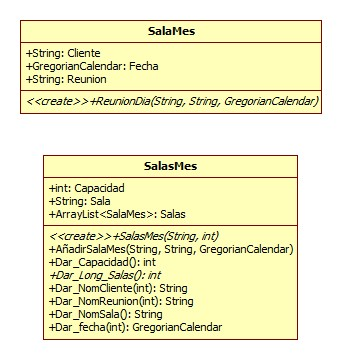 SalaMes
+String: Cliente
+GregorianCalendar: Fecha
+String: Reunion
<<create>>+ReunionDia(String, String, GregorianCalendar)
SalasMes
+int: Capacidad
+String: Sala
+ArrayList<SalaMes>: Salas
<<create>>+SalasMes(String, int)
+AñadirSalaMes(String, String, GregorianCalendar)
+Dar_Capacidad(): int
+Dar_Long_Salas(): int
+Dar_NomCliente(int): String
+Dar_NomReunion(int): String
+Dar_NomSala(): String
+Dar_fecha(int): GregorianCalendar